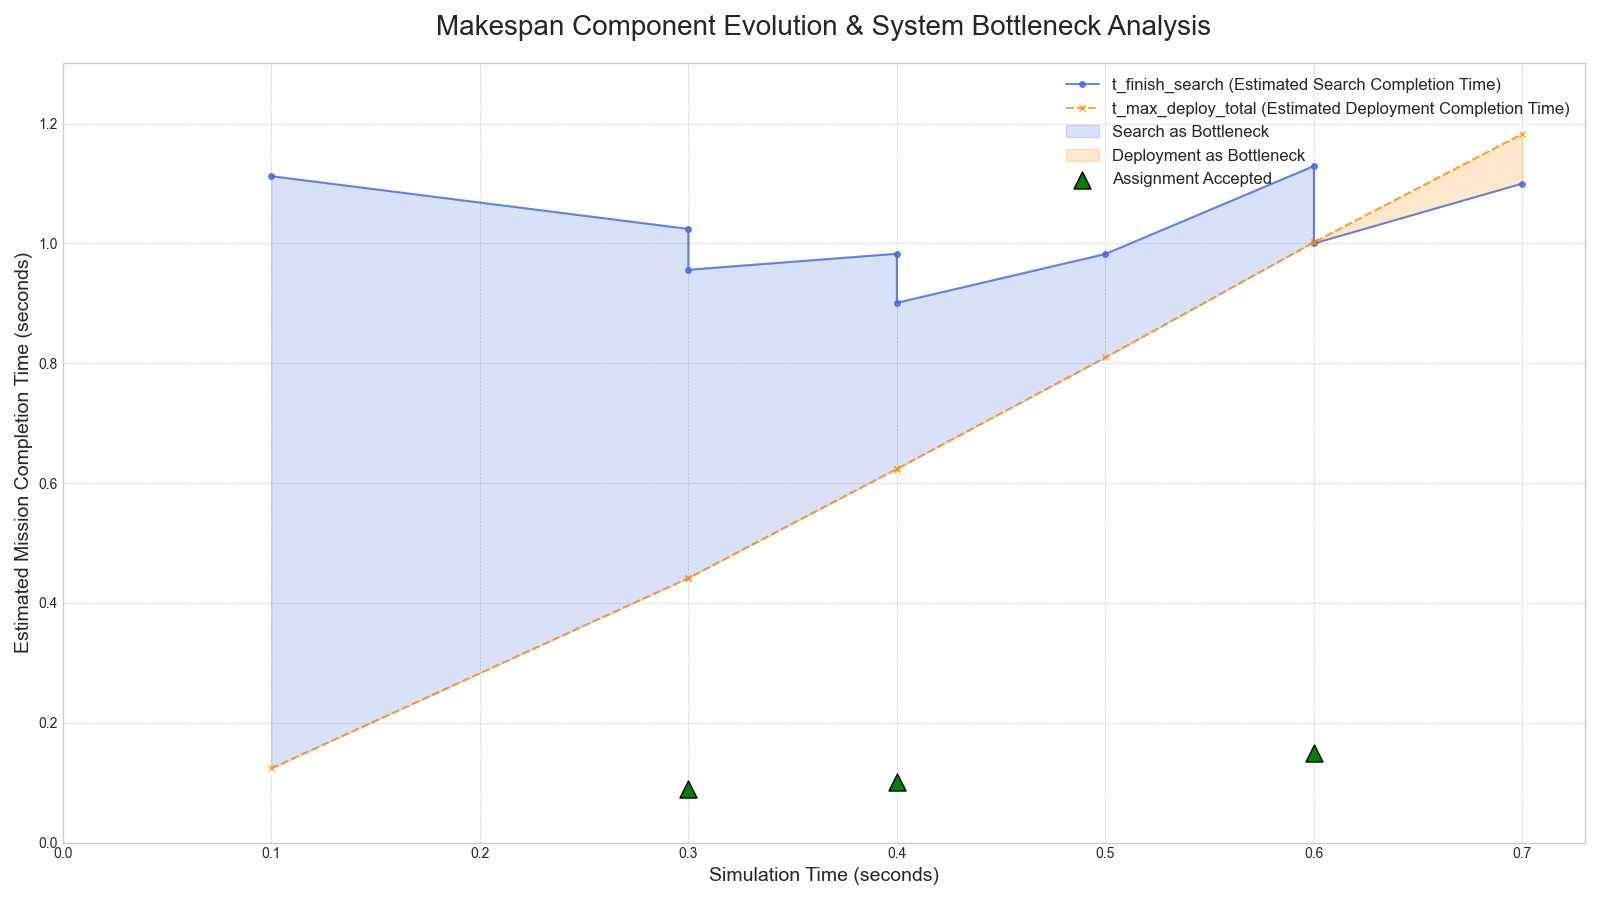 Makespan Component Evolution & System Bottleneck Analysis
t_finish_search (Estimated Search Completion Time)
t_max_deploy_total (Estimated Deployment Completion Time)
Search as Bottleneck
Deployment as Bottleneck
Assignment Accepted
Estimated Mission Completion Time (seconds)
1.2
1.0
0.8
0.6
0.4
0.2
0.0
0.0 0.1 0.2 0.3 0.4 0.5 0.6 0.7
Simulation Time (seconds)